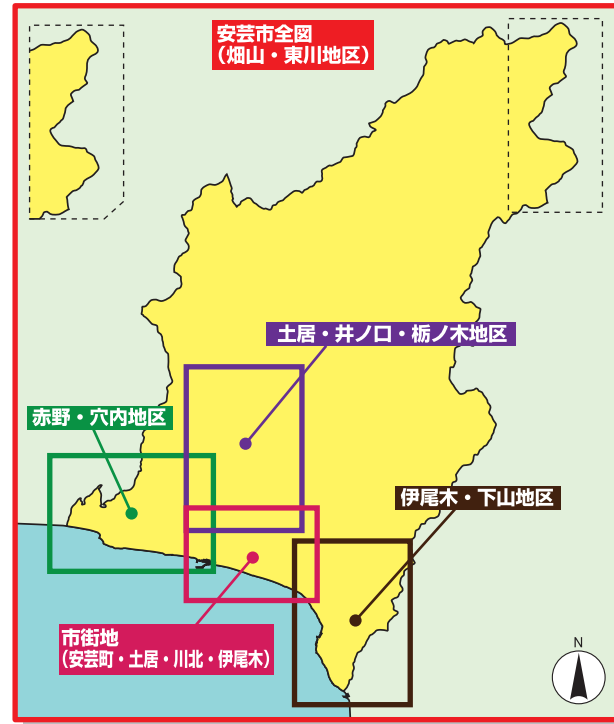 安芸市全図
(畑山・東川地区)
土居・井ノ口・栃ノ木地区
赤野・穴内地区
伊尾木・下山地区
市街地
(安芸町・土居・川北・伊尾木)
N